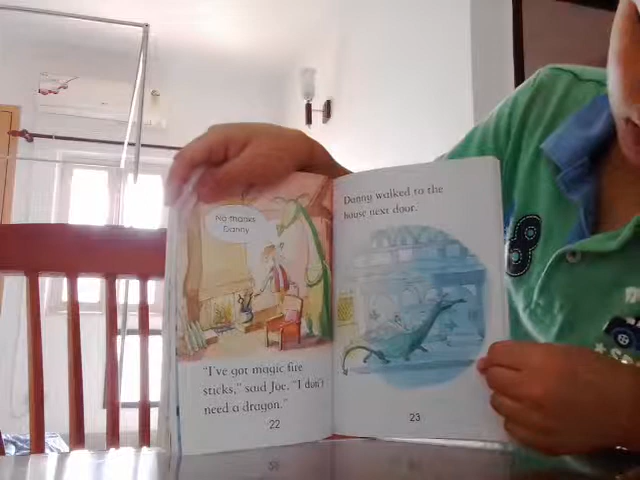 No thanks
Danny
"I've got magic fire
sticks," said Joe. "I don't
need a dragon."
22
Danny walked to the
house next door.
23